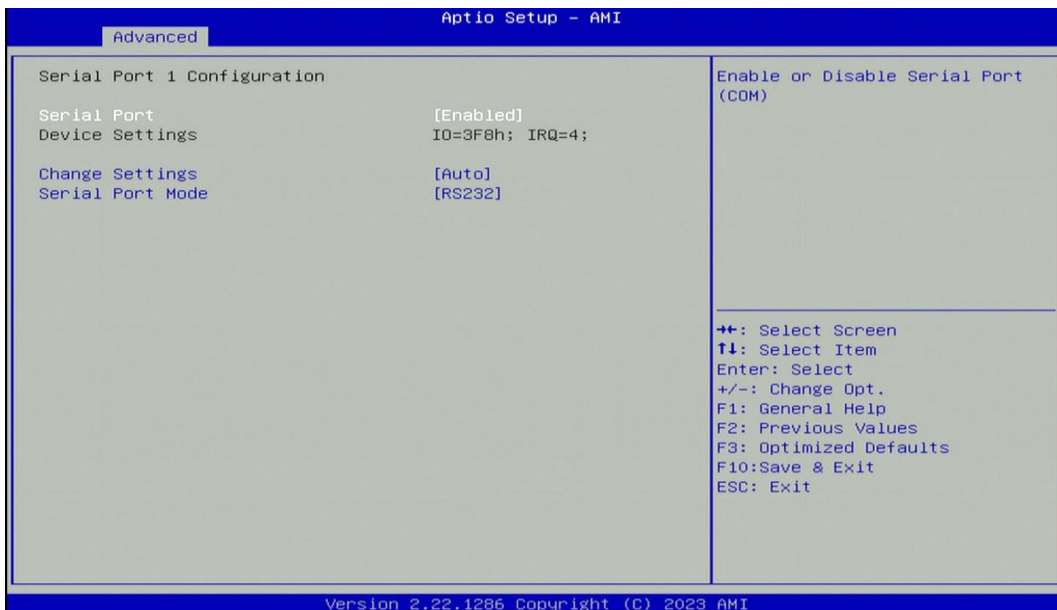 Aptio Setup – AMI
Advanced
Serial Port 1 Configuration
Serial Port [Enabled]
Device Settings IO=3F8h; IRQ=4;
Change Settings [Auto]
Serial Port Mode [RS232]
Enable or Disable Serial Port
(COM)
→←: Select Screen
↑↓: Select Item
Enter: Select
+/-: Change Opt.
F1: General Help
F2: Previous Values
F3: Optimized Defaults
F10:Save & Exit
ESC: Exit
Version 2.22.1286 Copyright (C) 2023 AMI